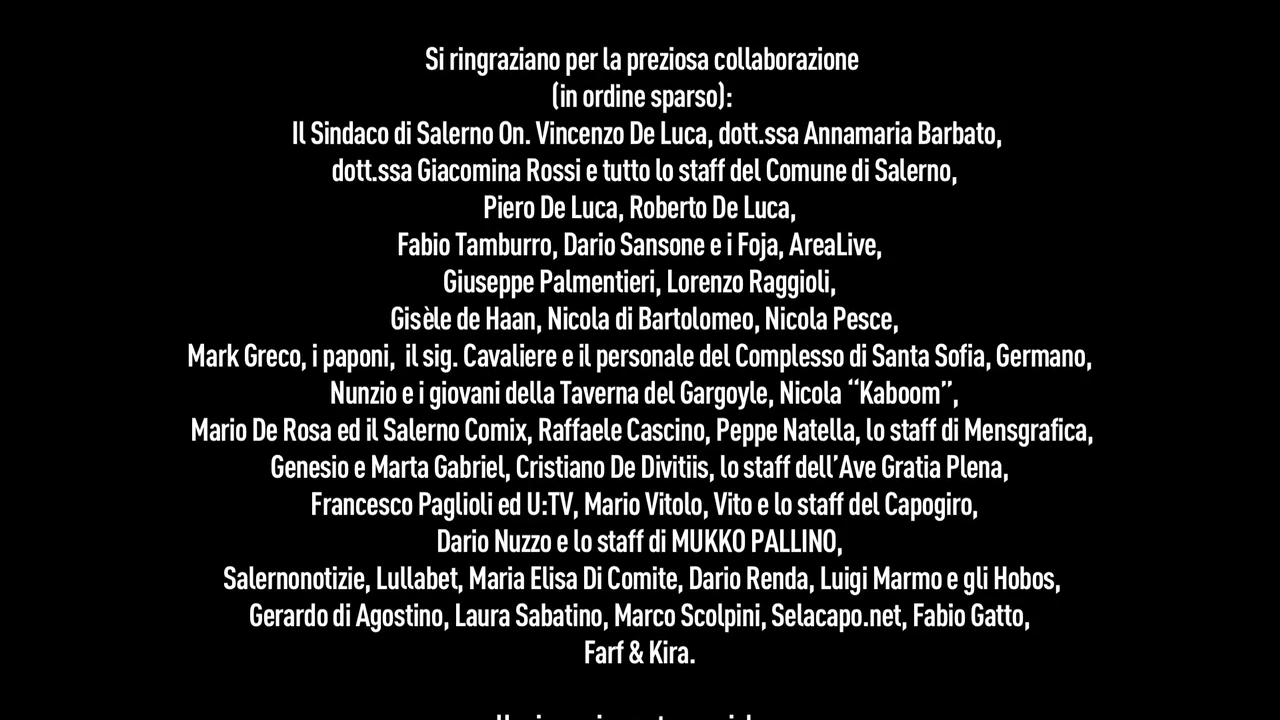 Si ringraziano per la preziosa collaborazione
(in ordine sparso):
Il Sindaco di Salerno On. Vincenzo De Luca, dott.ssa Annamaria Barbato,
dott.ssa Giacomina Rossi e tutto lo staff del Comune di Salerno,
Piero De Luca, Roberto De Luca,
Fabio Tamburro, Dario Sansone e i Foja, AreaLive,
Giuseppe Palmentieri, Lorenzo Raggioli,
Gisèle de Haan, Nicola di Bartolomeo, Nicola Pesce,
Mark Greco, i paponi,  il sig. Cavaliere e il personale del Complesso di Santa Sofia, Germano,
Nunzio e i giovani della Taverna del Gargoyle, Nicola “Kaboom”,
Mario De Rosa ed il Salerno Comix, Raffaele Cascino, Peppe Natella, lo staff di Mensgrafica,
Genesio e Marta Gabriel, Cristiano De Divitiis, lo staff dell’Ave Gratia Plena,
Francesco Paglioli ed U:TV, Mario Vitolo, Vito e lo staff del Capogiro,
Dario Nuzzo e lo staff di MUKKO PALLINO,
Salernonotizie, Lullabet, Maria Elisa Di Comite, Dario Renda, Luigi Marmo e gli Hobos,
Gerardo di Agostino, Laura Sabatino, Marco Scolpini, Selacapo.net, Fabio Gatto,
Farf & Kira.